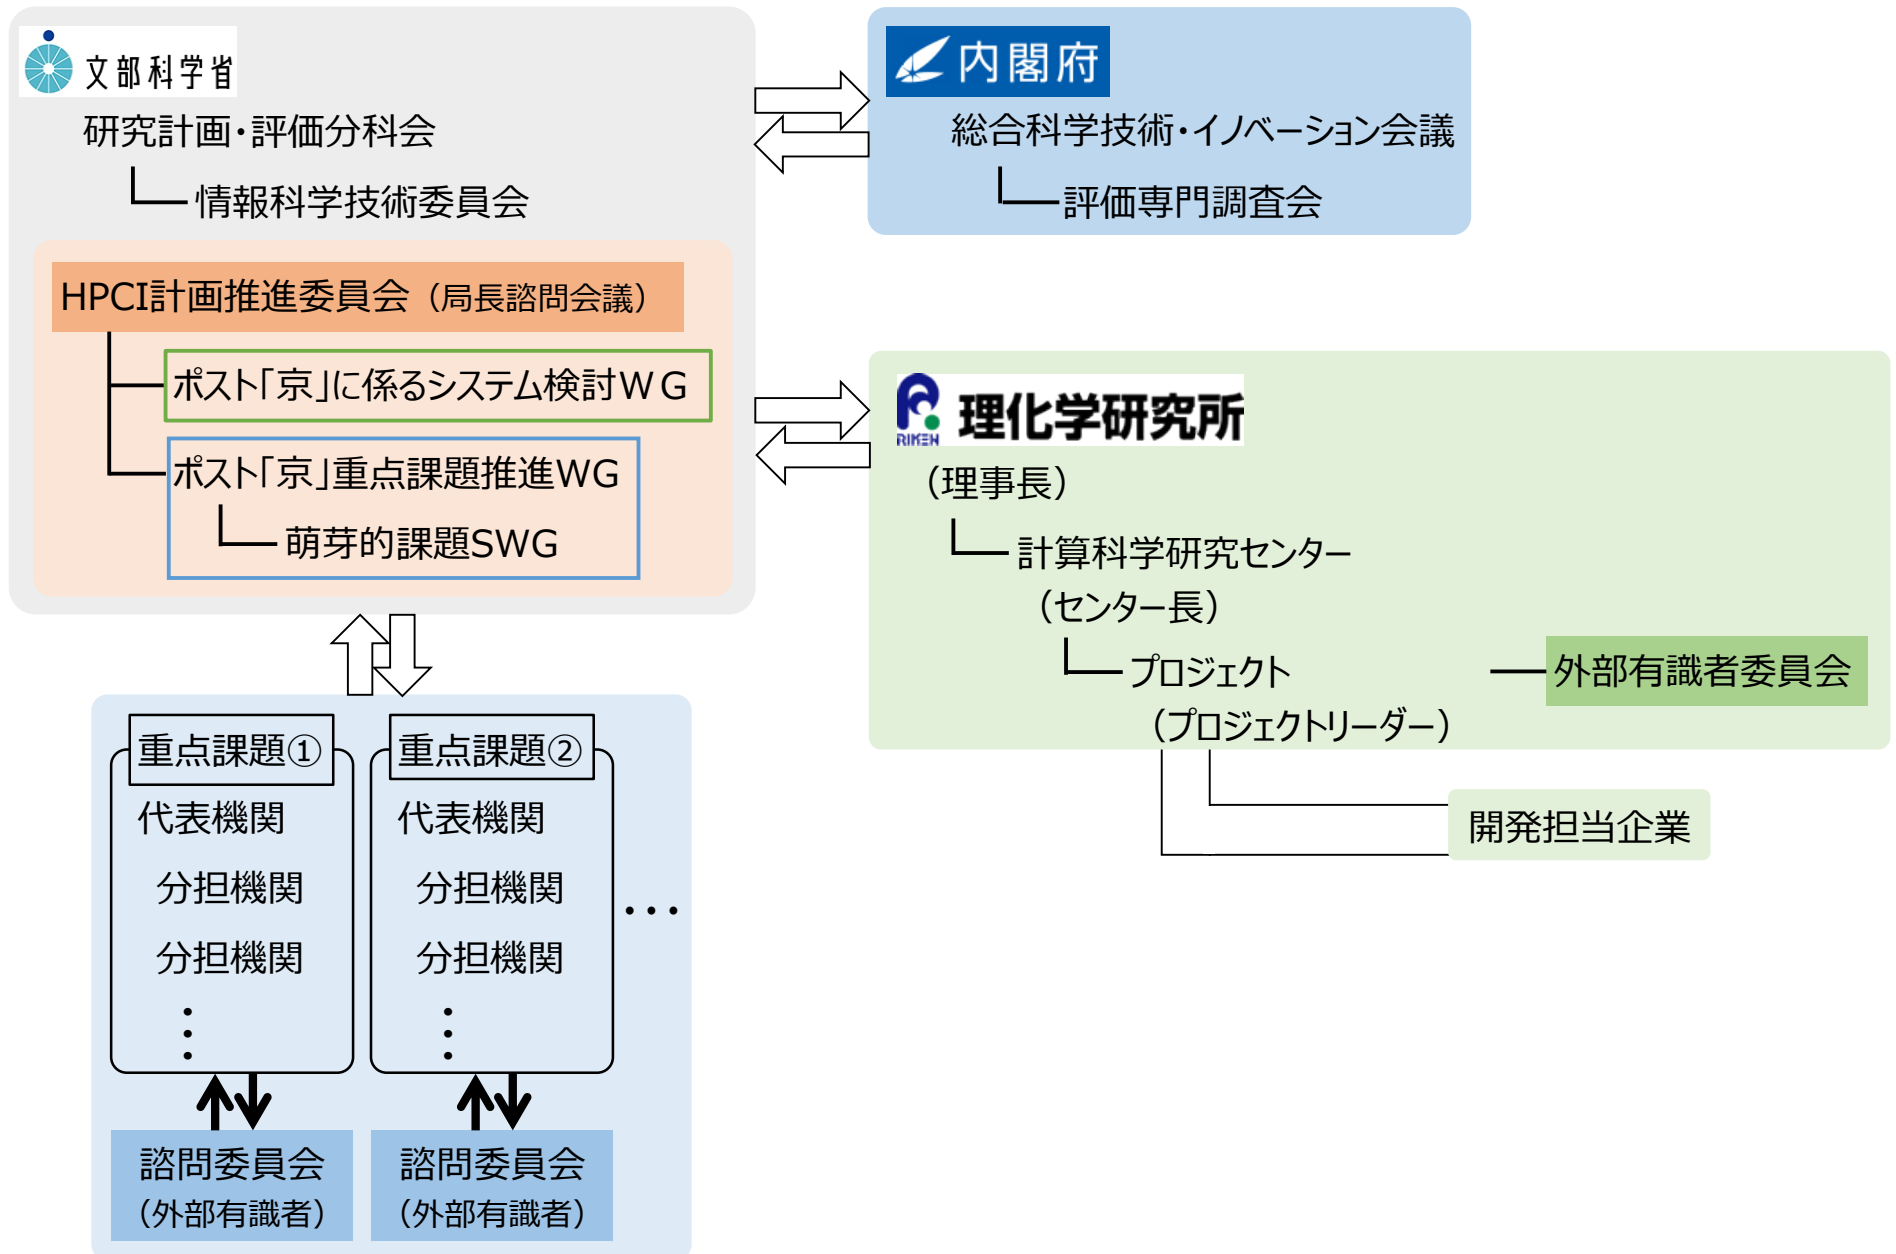 文部科学省
研究計画・評価分科会
情報科学技術委員会
HPCI計画推進委員会（局長諮問会議）
ポスト「京」に係るシステム検討ＷＧ
ポスト「京」重点課題推進WG
萌芽的課題SWG
内閣府
総合科学技術・イノベーション会議
評価専門調査会
RIKEN
理化学研究所
（理事長）
計算科学研究センター
（センター長）
プロジェクト
外部有識者委員会
（プロジェクトリーダー）
開発担当企業
重点課題①
代表機関
分担機関
分担機関
⋮
諮問委員会
（外部有識者）
重点課題②
代表機関
分担機関
分担機関
⋮
諮問委員会
（外部有識者）
・・・